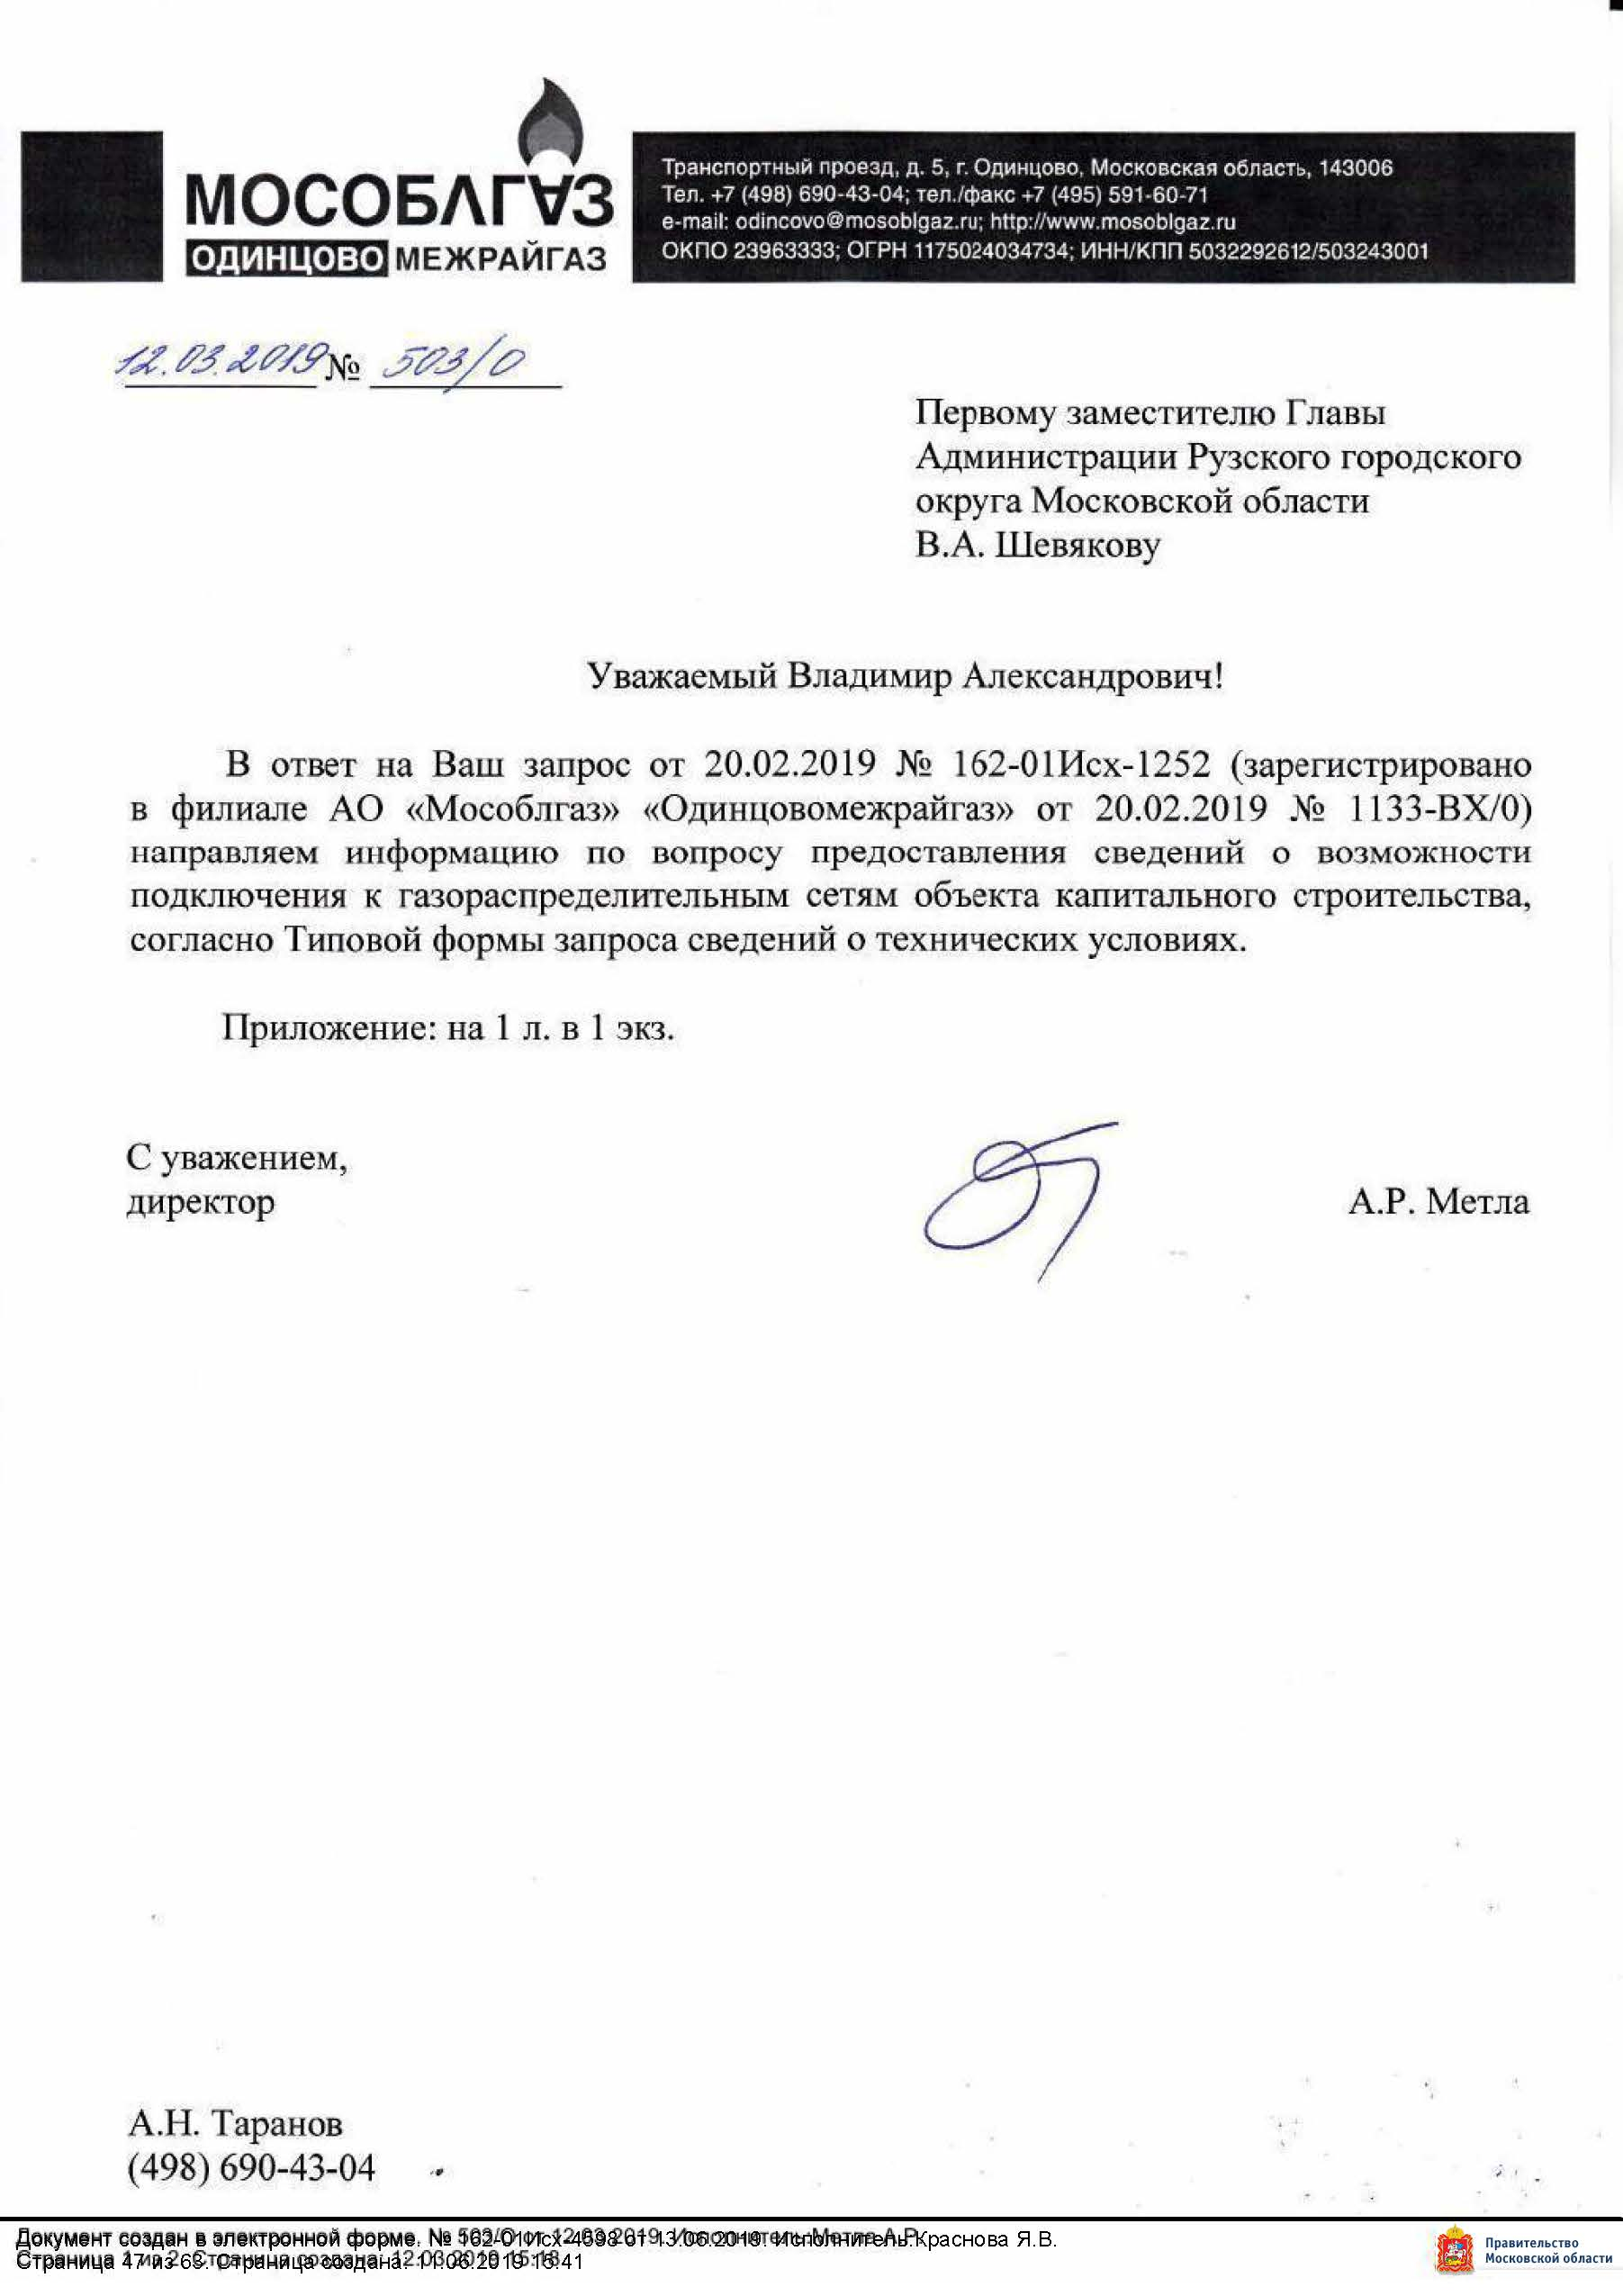 МОСОБЛГАЗ
ОДИНЦОВО МЕЖРАЙГАЗ
Транспортный проезд, д. 5, г. Одинцово, Московская область, 143006
Тел. +7 (498) 690-43-04; тел./факс +7 (495) 591-60-71
e-mail: odincovo@mosoblgaz.ru; http://www.mosoblgaz.ru
ОКПО 23963333; ОГРН 1175024034734; ИНН/КПП 5032292612/503243001
12.03.2019 № 503/0
Первому заместителю Главы
Администрации Рузского городского
округа Московской области
В.А. Шевякову
Уважаемый Владимир Александрович!
В ответ на Ваш запрос от 20.02.2019 № 162-01Исх-1252 (зарегистрировано
в филиале АО «Мособлгаз» «Одинцовомежрайгаз» от 20.02.2019 № 1133-ВХ/0)
направляем информацию по вопросу предоставления сведений о возможности
подключения к газораспределительным сетям объекта капитального строительства,
согласно Типовой формы запроса сведений о технических условиях.
Приложение: на 1 л. в 1 экз.
С уважением,
директор
А.Р. Метла
А.Н. Таранов
(498) 690-43-04
Документ создан в электронной форме. № Исполнитель: Краснова Я.В.
Страница создана:
Правительство
Московской области